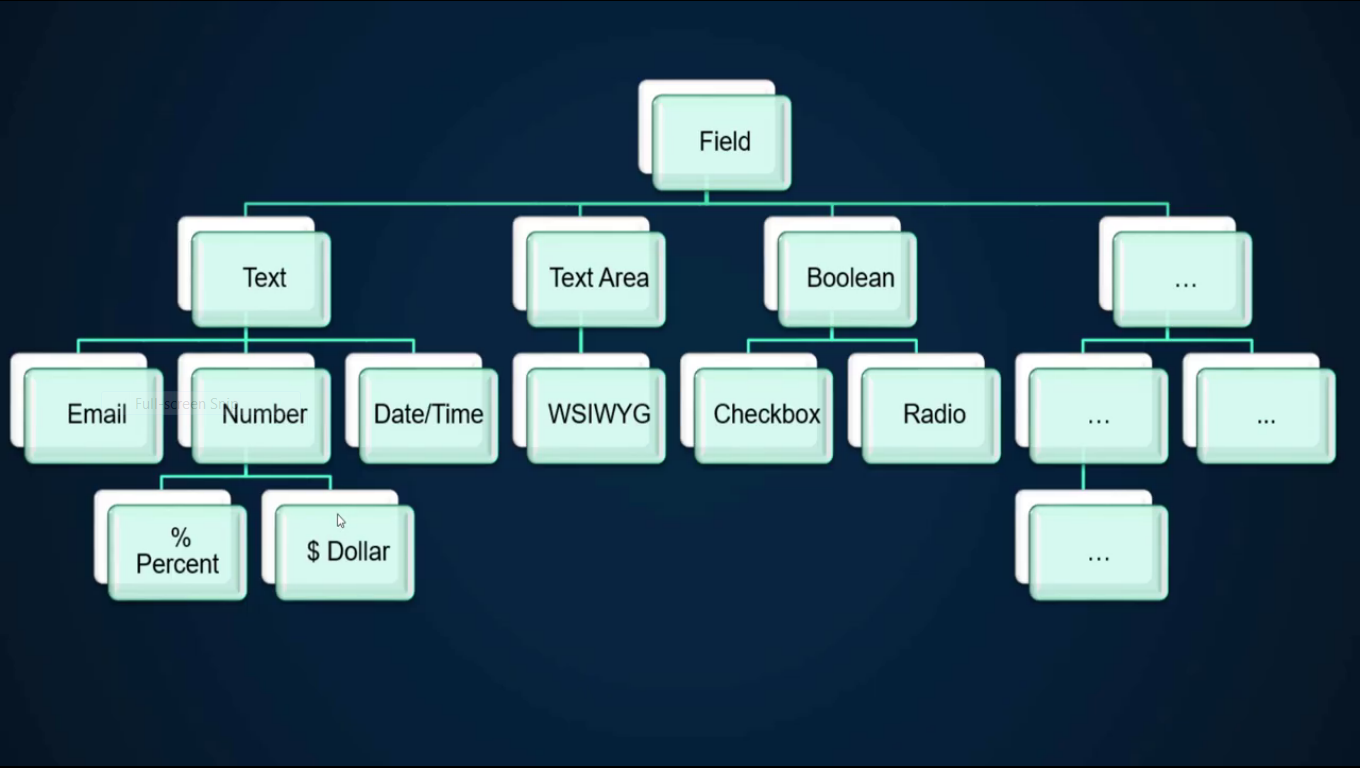 Field
Text
Text Area
Boolean
...
Email
Full-screen Snip
Number
Date/Time
WSIWYG
Checkbox
Radio
...
...
%
Percent
$ Dollar
...